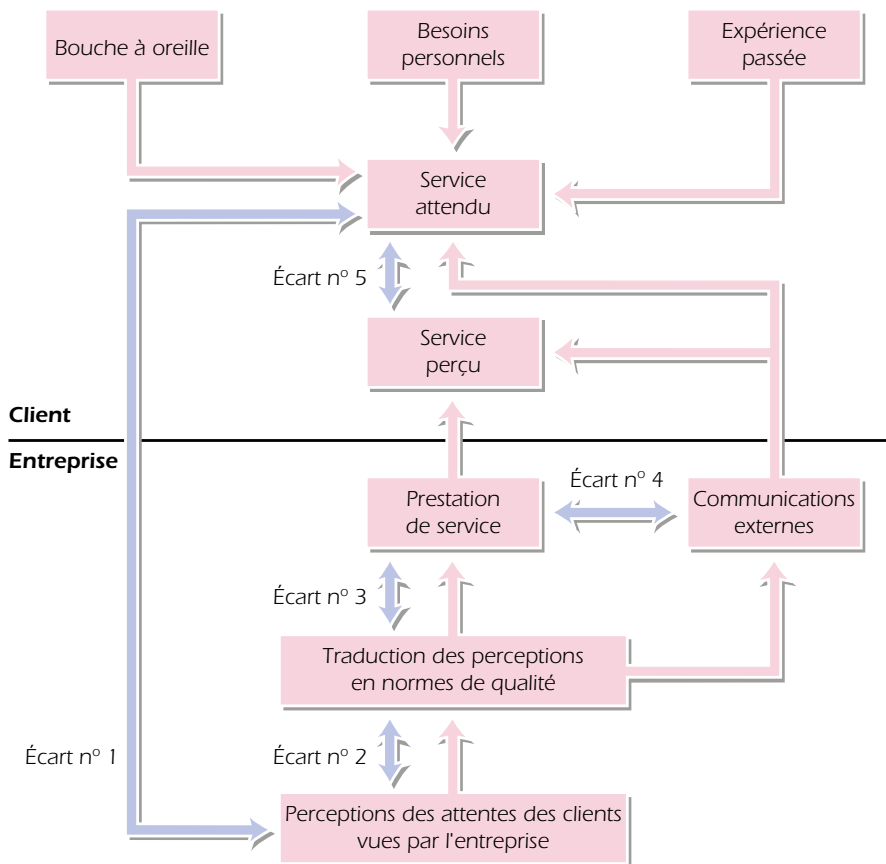 Bouche à oreille
Besoins
personnels
Expérience
passée
Service
attendu
Écart nº 5
Service
perçu
Client
Entreprise
Prestation
de service
Écart nº 4
Communications
externes
Écart nº 3
Traduction des perceptions
en normes de qualité
Écart nº 1
Écart nº 2
Perceptions des attentes des clients
vues par l'entreprise